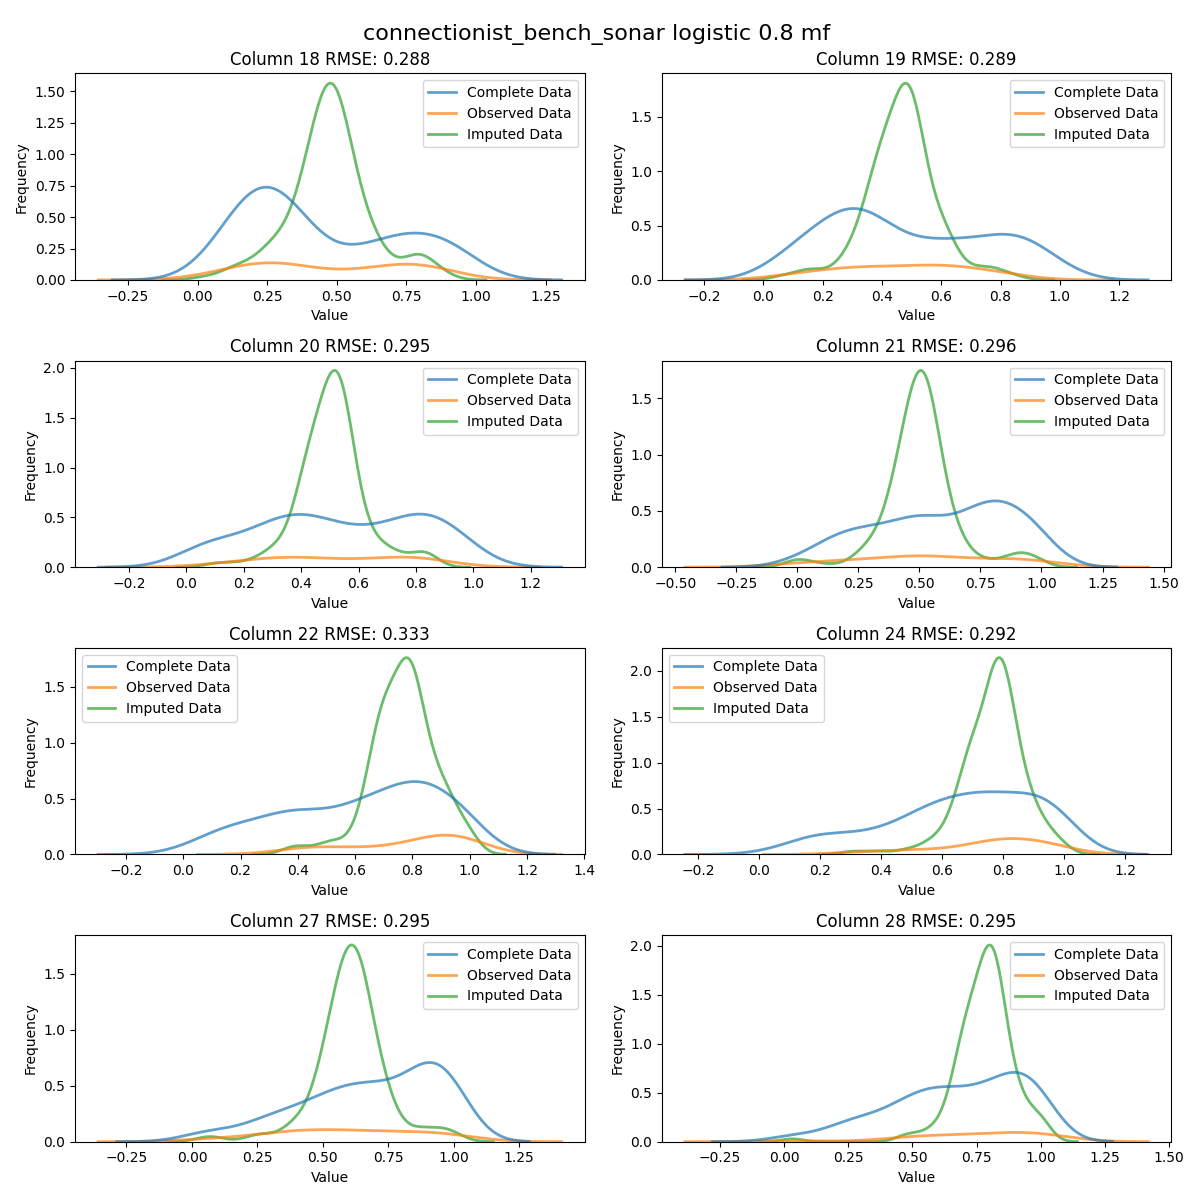 connectionist_bench_sonar logistic 0.8 mf
Column 18 RMSE: 0.288
Frequency
1.50
1.25
1.00
0.75
0.50
0.25
0.00
Complete Data
Observed Data
Imputed Data
−0.25 0.00 0.25 0.50 0.75 1.00 1.25
Value
Column 19 RMSE: 0.289
Frequency
1.5
1.0
0.5
0.0
Complete Data
Observed Data
Imputed Data
−0.2 0.0 0.2 0.4 0.6 0.8 1.0 1.2
Value
Column 20 RMSE: 0.295
Frequency
2.0
1.5
1.0
0.5
0.0
Complete Data
Observed Data
Imputed Data
−0.2 0.0 0.2 0.4 0.6 0.8 1.0 1.2
Value
Column 21 RMSE: 0.296
Frequency
1.5
1.0
0.5
0.0
Complete Data
Observed Data
Imputed Data
−0.50 −0.25 0.00 0.25 0.50 0.75 1.00 1.25 1.50
Value
Column 22 RMSE: 0.333
Frequency
1.5
1.0
0.5
0.0
Complete Data
Observed Data
Imputed Data
−0.2 0.0 0.2 0.4 0.6 0.8 1.0 1.2 1.4
Value
Column 24 RMSE: 0.292
Frequency
2.0
1.5
1.0
0.5
0.0
Complete Data
Observed Data
Imputed Data
−0.2 0.0 0.2 0.4 0.6 0.8 1.0 1.2
Value
Column 27 RMSE: 0.295
Frequency
1.5
1.0
0.5
0.0
Complete Data
Observed Data
Imputed Data
−0.25 0.00 0.25 0.50 0.75 1.00 1.25
Value
Column 28 RMSE: 0.295
Frequency
2.0
1.5
1.0
0.5
0.0
Complete Data
Observed Data
Imputed Data
−0.25 0.00 0.25 0.50 0.75 1.00 1.25 1.50
Value